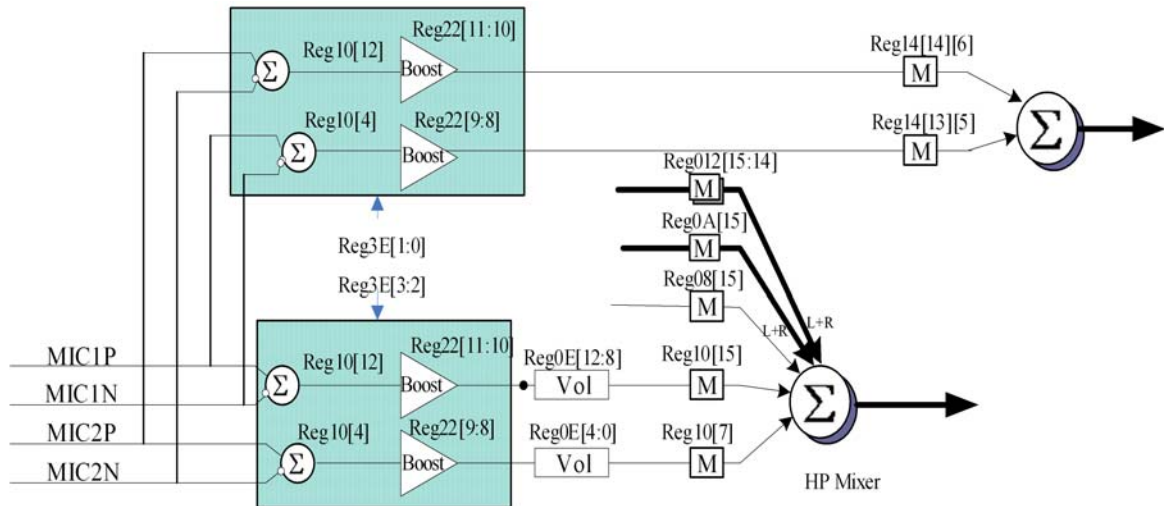 Reg22[11:10]
Reg10[12]
Σ
Boost
Reg14[14][6]
M
Reg10[4]
Reg22[9:8]
Σ
Boost
Reg14[13][5]
M
Σ
Reg012[15:14]
M
Reg0A[15]
M
Reg3E[1:0]
Reg3E[3:2]
Reg08[15]
M
L+R
L+R
MIC1P
MIC1N
MIC2P
MIC2N
Reg10[12]
Reg22[11:10]
Reg0E[12:8]
Reg10[15]
Σ
Boost
Vol
M
Σ
Reg10[4]
Reg22[9:8]
Reg0E[4:0]
Reg10[7]
Σ
Boost
Vol
M
HP Mixer